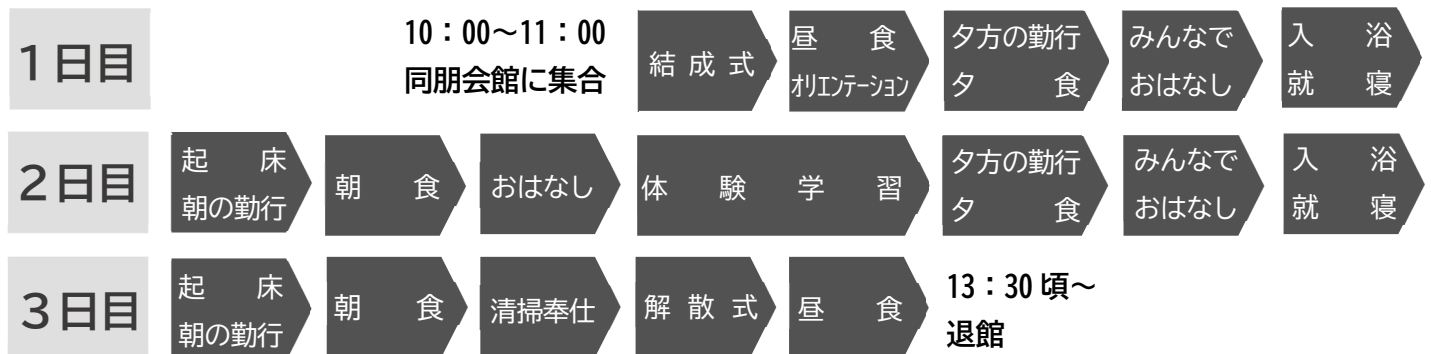 1日目
10：00～11：00
同朋会館に集合
結成式
昼食
オリエンテーション
夕方の勤行
夕食
みんなで
おはなし
入浴
就寝
2日目
起床
朝の勤行
朝食
おはなし
体験学習
夕方の勤行
夕食
みんなで
おはなし
入浴
就寝
3日目
起床
朝の勤行
朝食
清掃奉仕
解散式
昼食
13：30頃～
退館